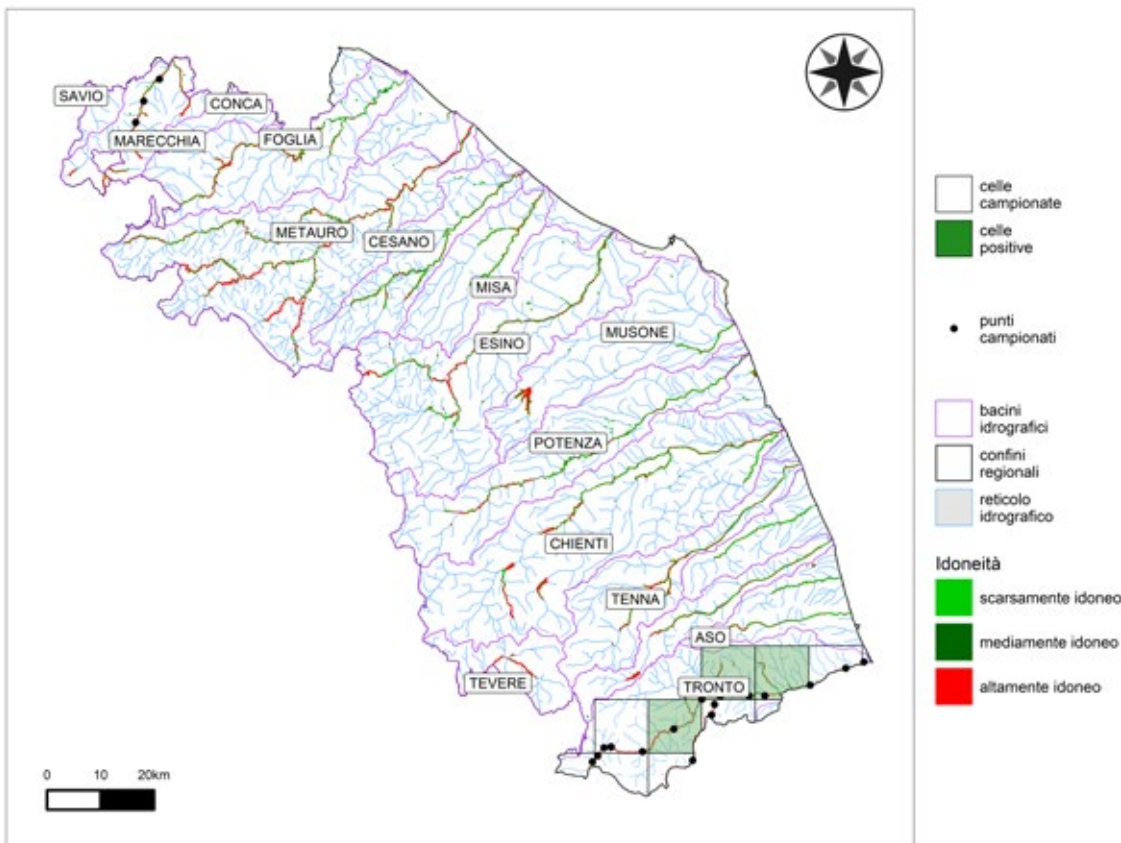 SAVIO
CONCA
MARECCHIA
FOGLIA
METAURO
CESANO
MISA
ESINO
MUSONE
POTENZA
CHIENTI
TENNA
ASO
TEVERE
TRONTO
0 10 20km
celle
campionate
celle
positive
punti
campionati
bacini
idrografici
confini
regionali
reticolo
idrografico
Idoneità
scarsamente idoneo
mediamente idoneo
altamente idoneo